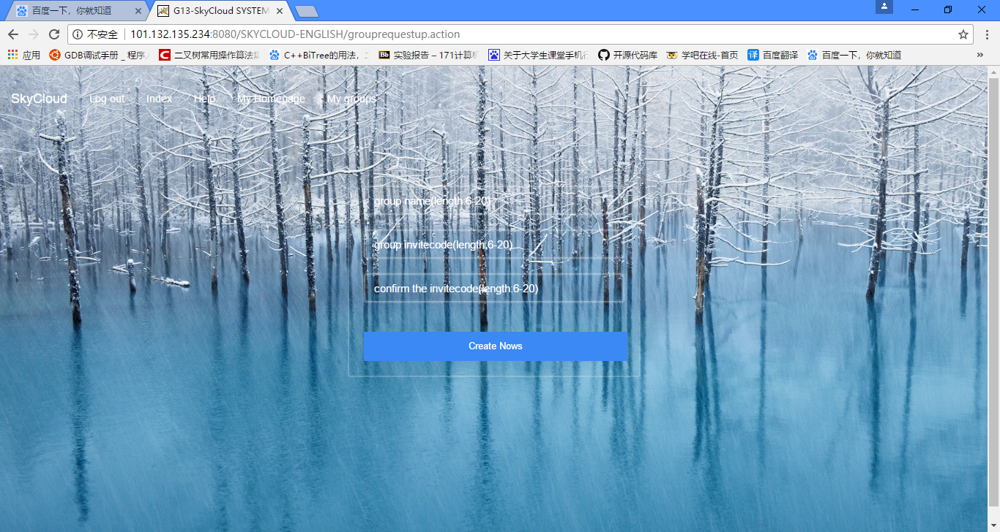 百度一下，你就知道
G13-SkyCloud SYSTEM
不安全
101.132.135.234:8080/SKYCLOUD-ENGLISH/grouprequestup.action
应用
GDB调试手册 _ 程序
二叉树常用操作算法集
C++BiTree的用法，二
Bb 实验报告 – 171计算机
关于大学生课堂手机行
开源代码库
学吧在线-首页
译 百度翻译
百度一下，你就知道
»
SkyCloud Log out Index Help My Homepage My groups
group name(length:6-20)
group invitecode(length:6-20)
confirm the invitecode(length:6-20)
Create Nows